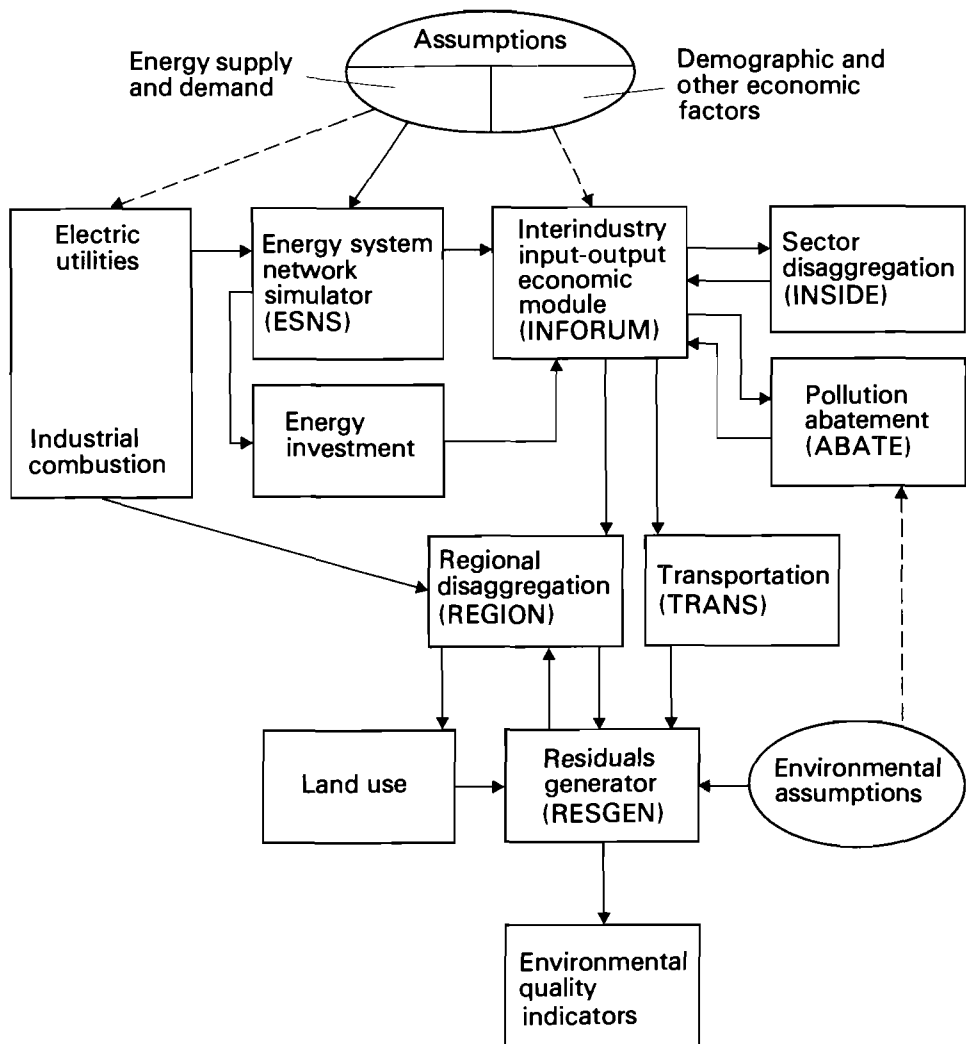 Assumptions
Energy supply
and demand
Demographic and
other economic
factors
Electric
utilities
Industrial
combustion
Energy system
network
simulator
(ESNS)
Interindustry
input-output
economic
module
(INFORUM)
Sector
disaggregation
(INSIDE)
Energy
investment
Pollution
abatement
(ABATE)
Regional
disaggregation
(REGION)
Transportation
(TRANS)
Land use
Residuals
generator
(RESGEN)
Environmental
assumptions
Environmental
quality
indicators